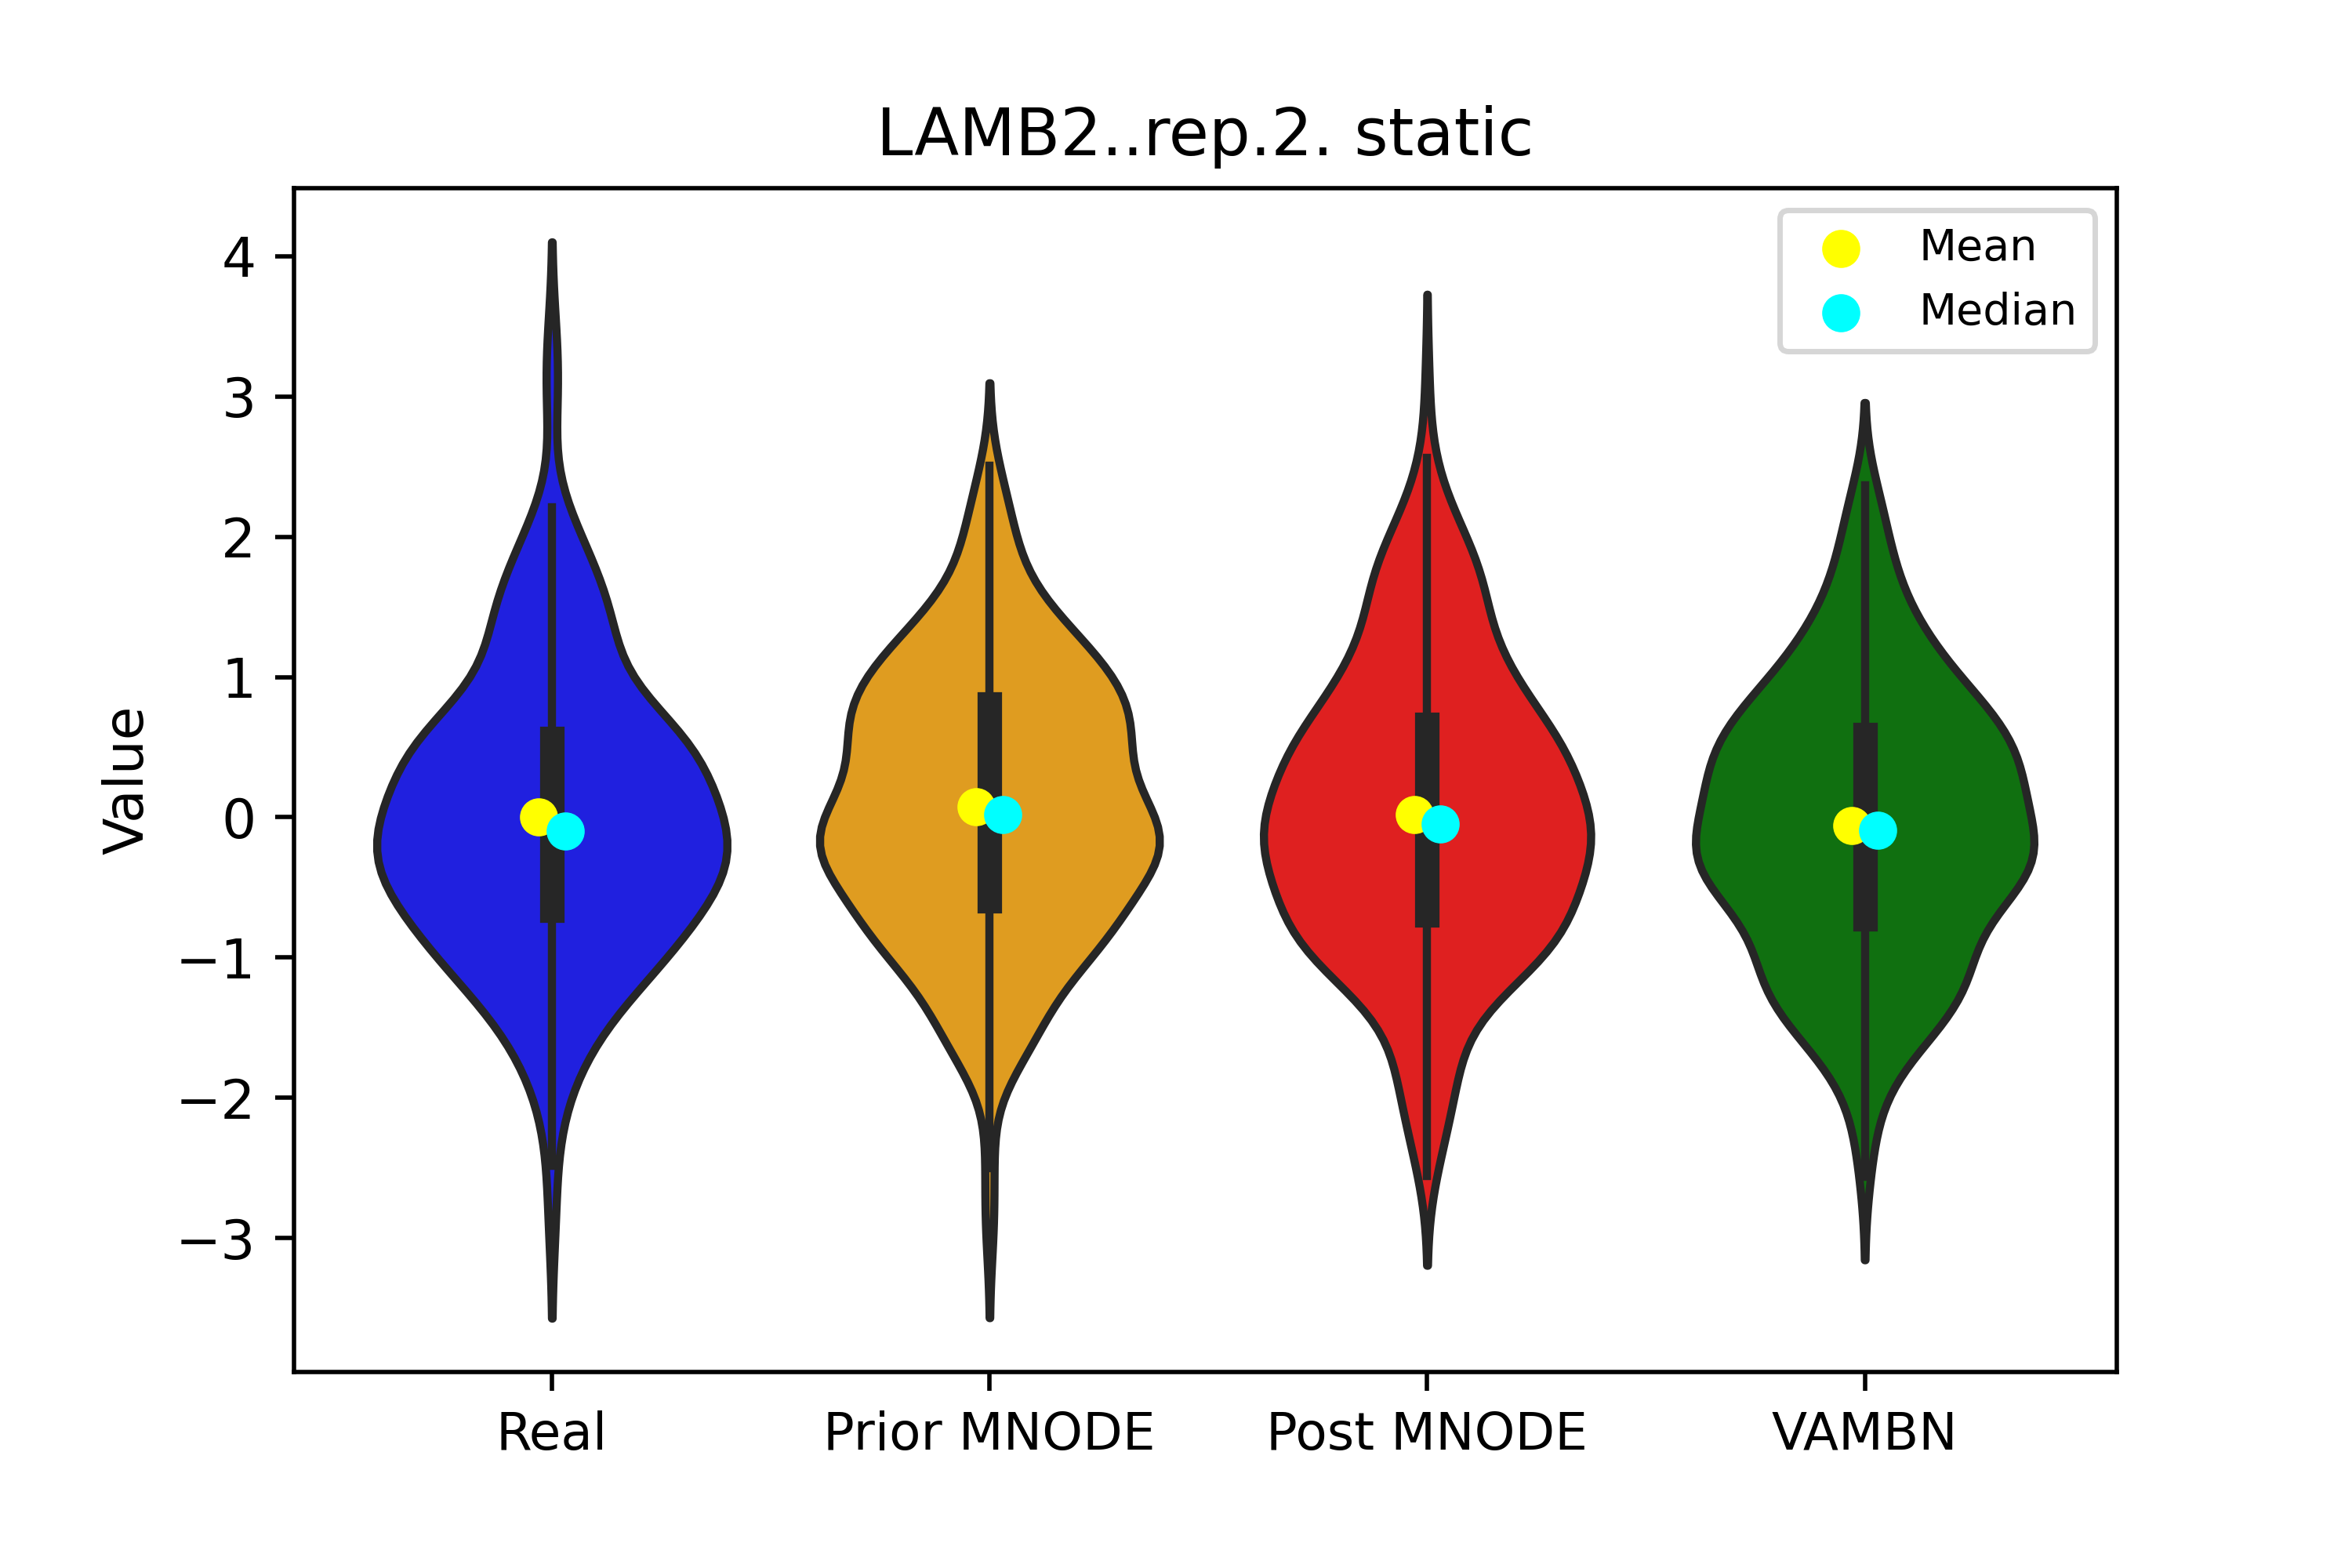 LAMB2..rep.2. static
Mean
Median
Value
4
3
2
1
0
−1
−2
−3
Real
Prior MNODE
Post MNODE
VAMBN